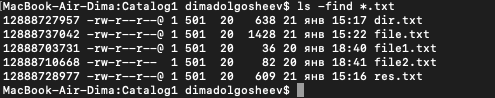 MacBook-Air-Dima:Catalog1 dimadolgosheev$ ls -find *.txt
12888727957 -rw-r--r--@ 1 501  20   638 21 янв 15:17 dir.txt
12888737042 -rw-r--r--@ 1 501  20  1428 21 янв 15:22 file.txt
12888703731 -rw-r--r--@ 1 501  20    36 20 янв 18:40 file1.txt
12888710668 -rw-r--r--  1 501  20    82 20 янв 18:41 file2.txt
12888728977 -rw-r--r--@ 1 501  20   609 21 янв 15:16 res.txt
MacBook-Air-Dima:Catalog1 dimadolgosheev$